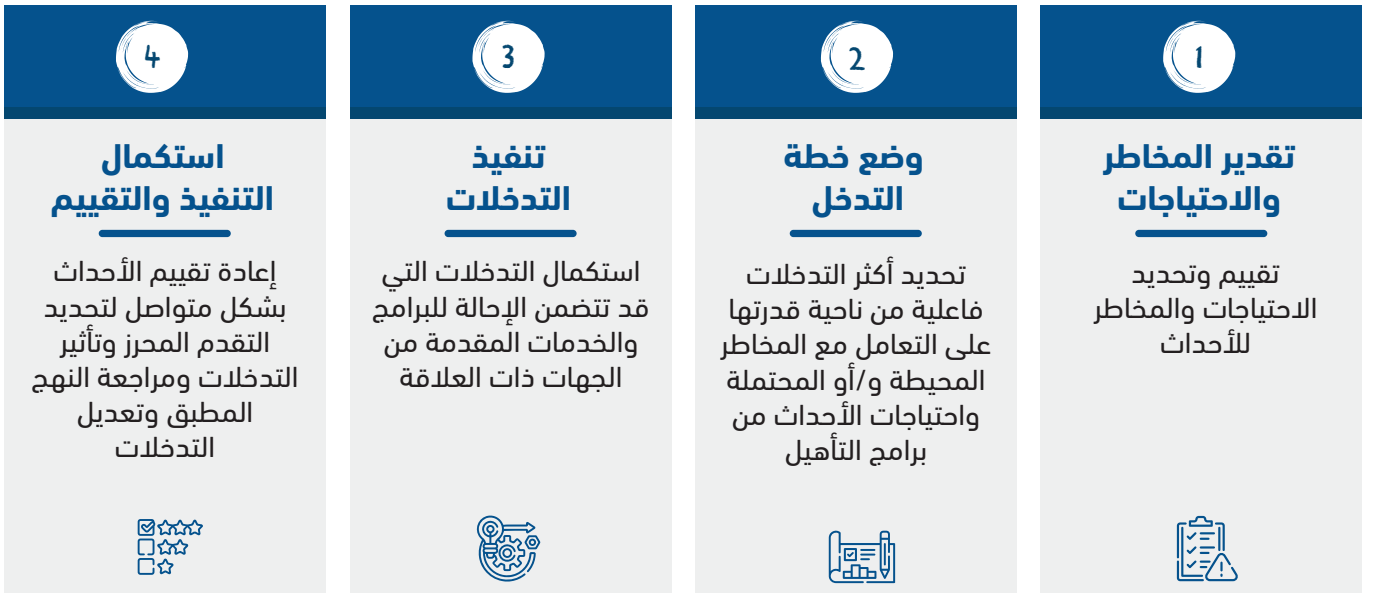 1
تقدير المخاطر
والاحتياجات
تقييم وتحديد
الاحتياجات والمخاطر
للأحداث
2
وضع خطة
التدخل
تحديد أكثر التدخلات
فاعلية من ناحية قدرتها
على التعامل مع المخاطر
المحيطة و/أو المحتملة
واحتياجات الأحداث من
برامج التأهيل
3
تنفيذ
التدخلات
استكمال التدخلات التي
قد تتضمن الإحالة للبرامج
والخدمات المقدمة من
الجهات ذات العلاقة
4
استكمال
التنفيذ والتقييم
إعادة تقييم الأحداث
بشكل متواصل لتحديد
التقدم المحرز وتأثير
التدخلات ومراجعة النهج
المطبق وتعديل
التدخلات